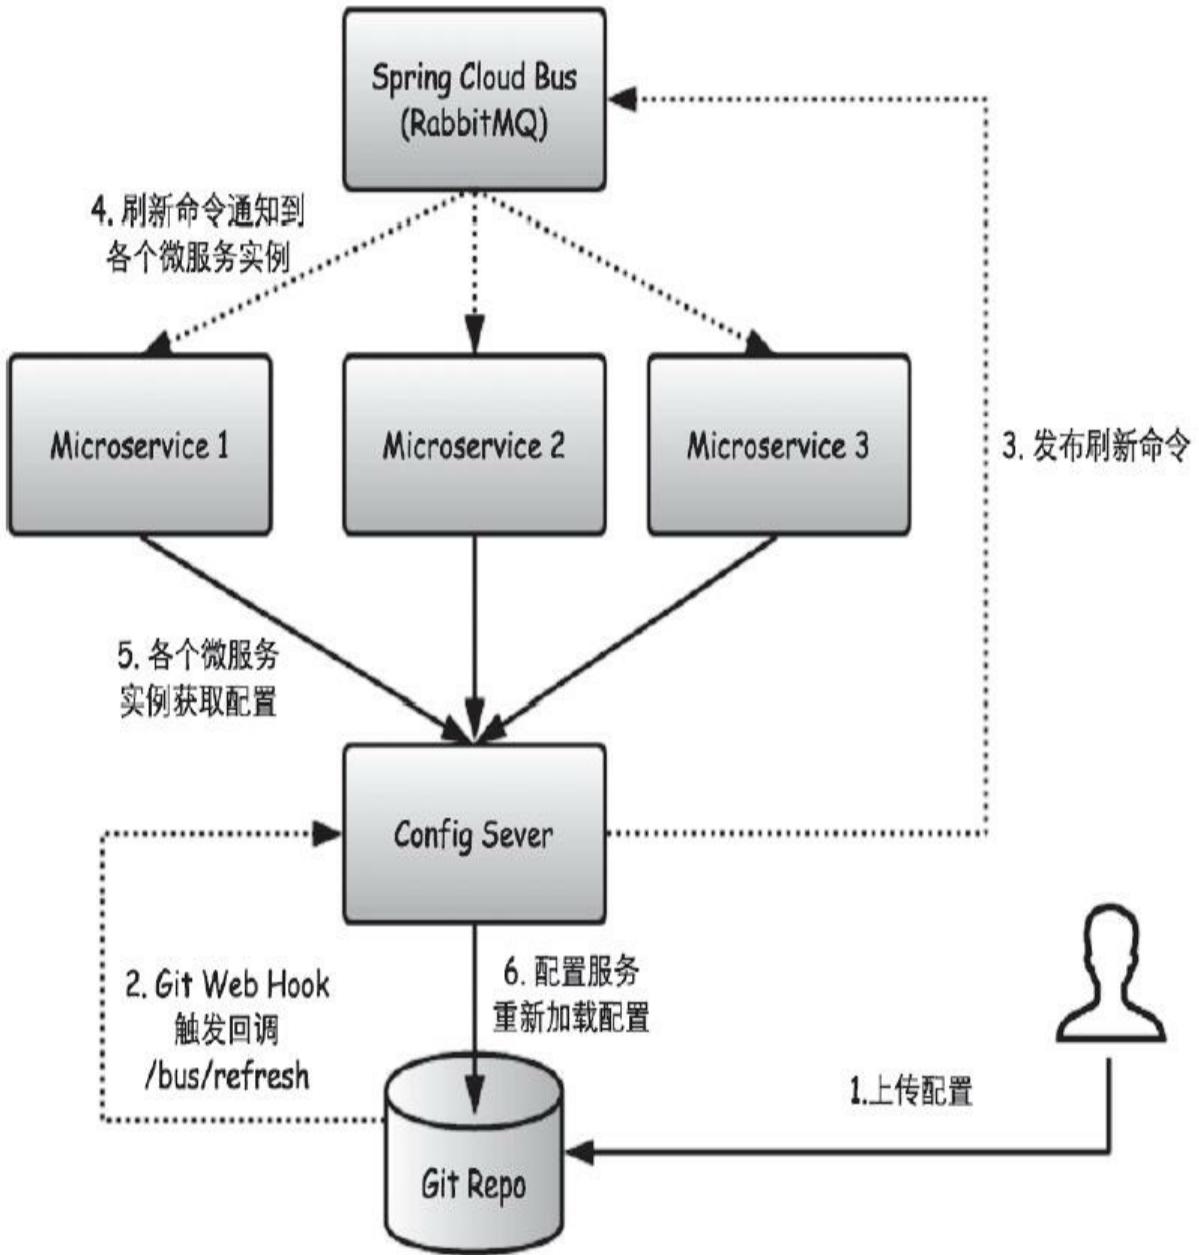 Spring Cloud Bus
(RabbitMQ)
4. 刷新命令通知到
各个微服务实例
Microservice 1
Microservice 2
Microservice 3
3. 发布刷新命令
5. 各个微服务
实例获取配置
Config Sever
2. Git Web Hook
触发回调
/bus/refresh
6. 配置服务
重新加载配置
1.上传配置
Git Repo